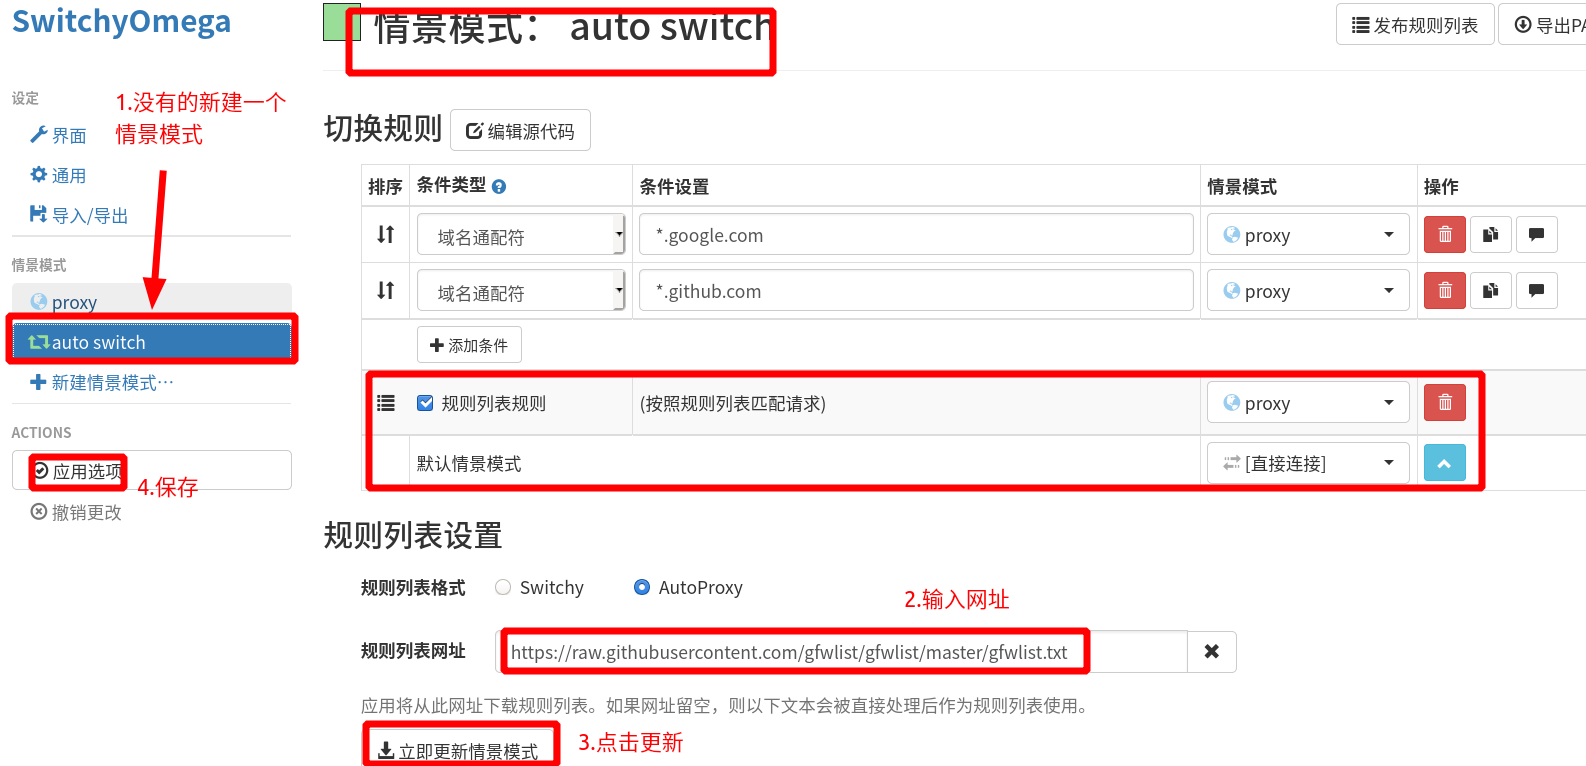 SwitchyOmega
情景模式： auto switch
发布规则列表
导出PA
设定
1.没有的新建一个
情景模式
界面
通用
导入/导出
情景模式
proxy
auto switch
新建情景模式…
ACTIONS
应用选项
4.保存
撤销更改
切换规则
编辑源代码
排序 条件类型 条件设置 情景模式 操作
域名通配符 *.google.com proxy
域名通配符 *.github.com proxy
添加条件
规则列表规则 (按照规则列表匹配请求) proxy
默认情景模式 [直接连接]
规则列表设置
规则列表格式 Switchy AutoProxy
2.输入网址
规则列表网址 https://raw.githubusercontent.com/gfwlist/gfwlist/master/gfwlist.txt
应用将从此网址下载规则列表。如果网址留空，则以下文本会被直接处理后作为规则列表使用。
立即更新情景模式
3.点击更新